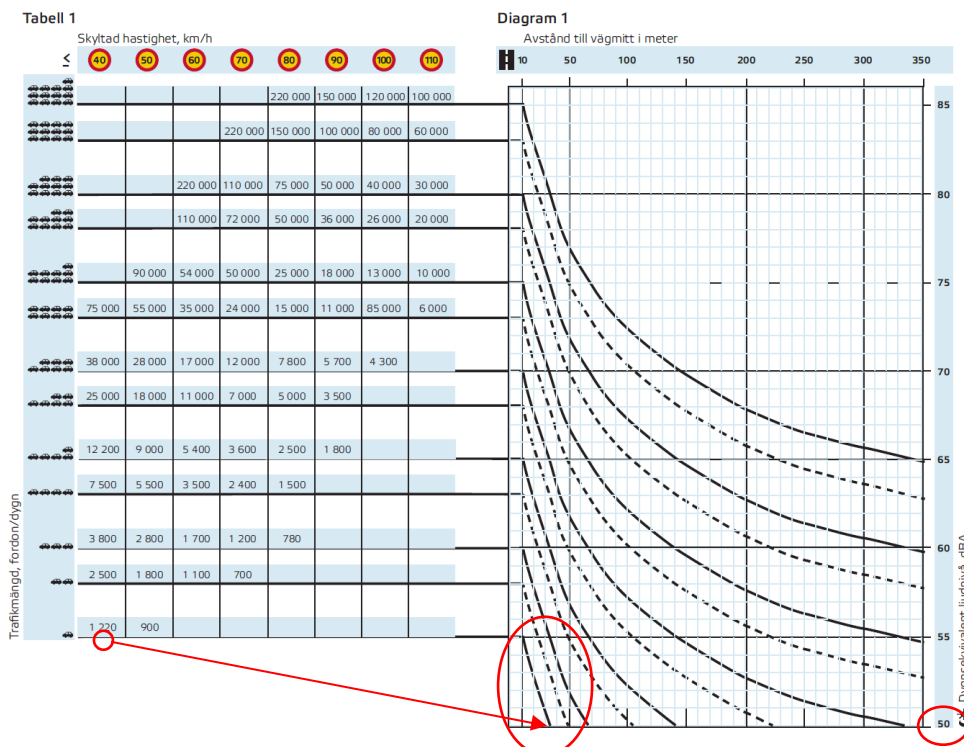 Tabell 1
Skyltad hastighet, km/h
≤ 40 50 60 70 80 90 100 110
220 000 150 000 120 000 100 000
220 000 150 000 100 000 80 000 60 000
220 000 110 000 75 000 50 000 40 000 30 000
110 000 72 000 50 000 36 000 26 000 20 000
90 000 54 000 50 000 25 000 18 000 13 000 10 000
75 000 55 000 35 000 24 000 15 000 11 000 85 000 6 000
38 000 28 000 17 000 12 000 7 800 5 700 4 300
25 000 18 000 11 000 7 000 5 000 3 500
12 200 9 000 5 400 3 600 2 500 1 800
7 500 5 500 3 500 2 400 1 500
3 800 2 800 1 700 1 200 780
2 500 1 800 1 100 700
1 220 900
Trafikmängd, fordon/dygn
Diagram 1
Avstånd till vägmitt i meter
10 50 100 150 200 250 300 350
85
80
75
70
65
60
55
50
Dygnsekvivalent ljudnivå, dBA